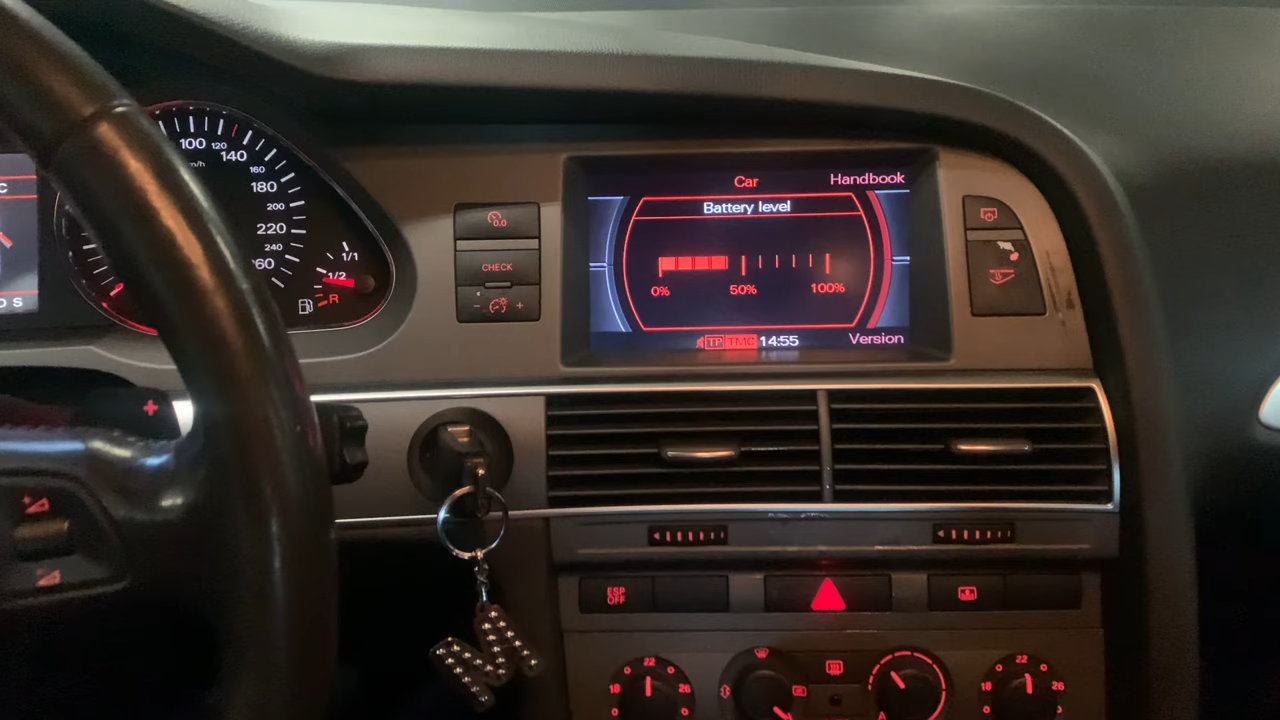 100
120
140
km/h
160
180
200
220
240
260
1/1
1/2
R
C
D S
0.0
CHECK
- +
Car
Handbook
Battery level
0% 50% 100%
TP TMC 14:55
Version
+
ESP
OFF
22
18 26
22
18 26
A
M